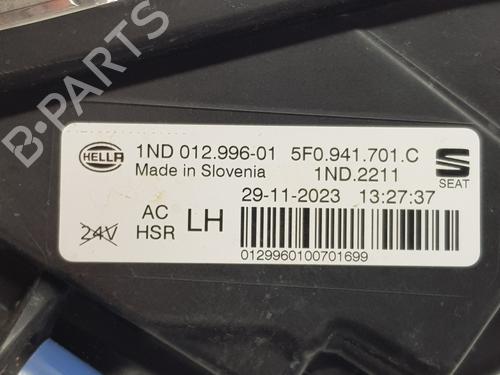 B-PARTS
HELLA
1ND 012.996-01 5F0.941.701.C
Made in Slovenia 1ND.2211
SEAT
29-11-2023 13:27:37
24V
AC
HSR
LH
0129960100701699